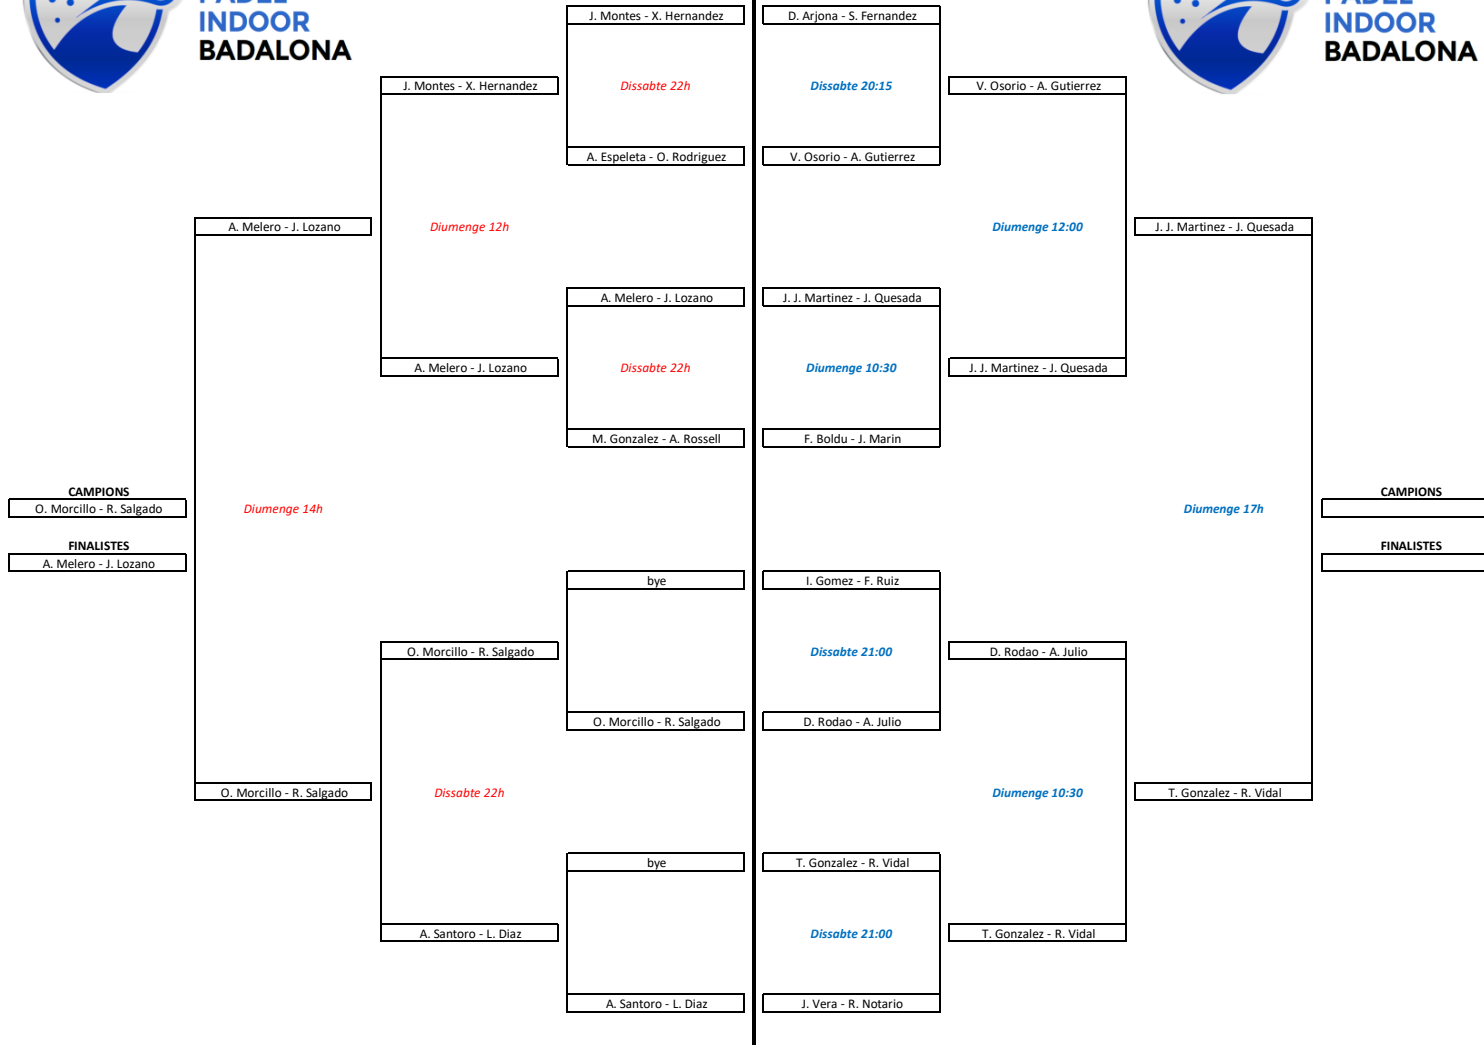 INDOOR
BADALONA
INDOOR
BADALONA
J. Montes - X. Hernandez
D. Arjona - S. Fernandez
J. Montes - X. Hernandez
Dissabte 22h
Dissabte 20:15
V. Osorio - A. Gutierrez
A. Espeleta - O. Rodriguez
V. Osorio - A. Gutierrez
A. Melero - J. Lozano
Diumenge 12h
Diumenge 12:00
J. J. Martinez - J. Quesada
A. Melero - J. Lozano
J. J. Martinez - J. Quesada
A. Melero - J. Lozano
Dissabte 22h
Diumenge 10:30
J. J. Martinez - J. Quesada
M. Gonzalez - A. Rossell
F. Boldu - J. Marin
CAMPIONS
CAMPIONS
O. Morcillo - R. Salgado
Diumenge 14h
Diumenge 17h
FINALISTES
FINALISTES
A. Melero - J. Lozano
bye
I. Gomez - F. Ruiz
O. Morcillo - R. Salgado
Dissabte 21:00
D. Rodao - A. Julio
O. Morcillo - R. Salgado
D. Rodao - A. Julio
O. Morcillo - R. Salgado
Dissabte 22h
Diumenge 10:30
T. Gonzalez - R. Vidal
bye
T. Gonzalez - R. Vidal
A. Santoro - L. Diaz
Dissabte 21:00
T. Gonzalez - R. Vidal
A. Santoro - L. Diaz
J. Vera - R. Notario